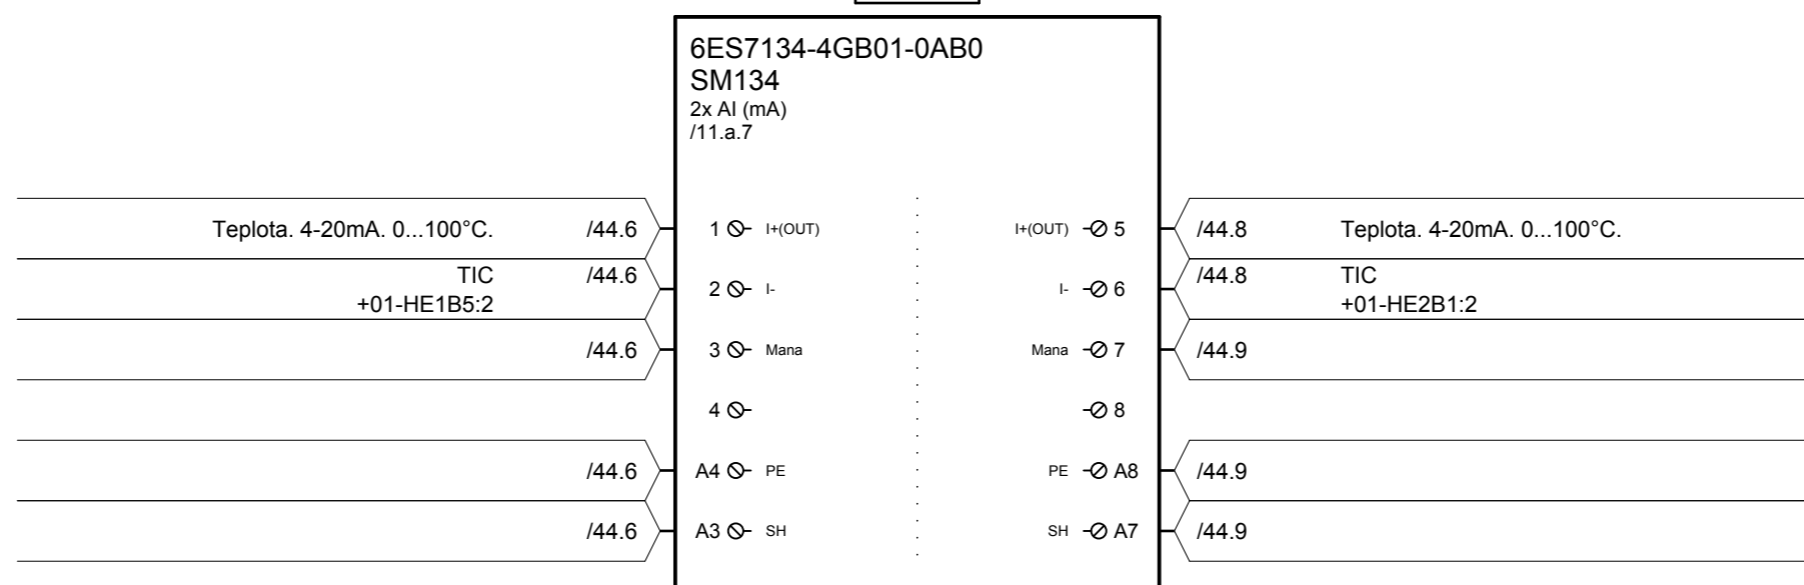 6ES7134-4GB01-0AB0
SM134
2x AI (mA)
/11.a.7
Teplota. 4-20mA. 0...100°C. /44.6 1 I+(OUT) I+(OUT) 5 /44.8 Teplota. 4-20mA. 0...100°C.
TIC /44.6 2 I- I- 6 /44.8 TIC
+01-HE1B5:2 +01-HE2B1:2
/44.6 3 Mana Mana 7 /44.9
4 8
/44.6 A4 PE PE A8 /44.9
/44.6 A3 SH SH A7 /44.9